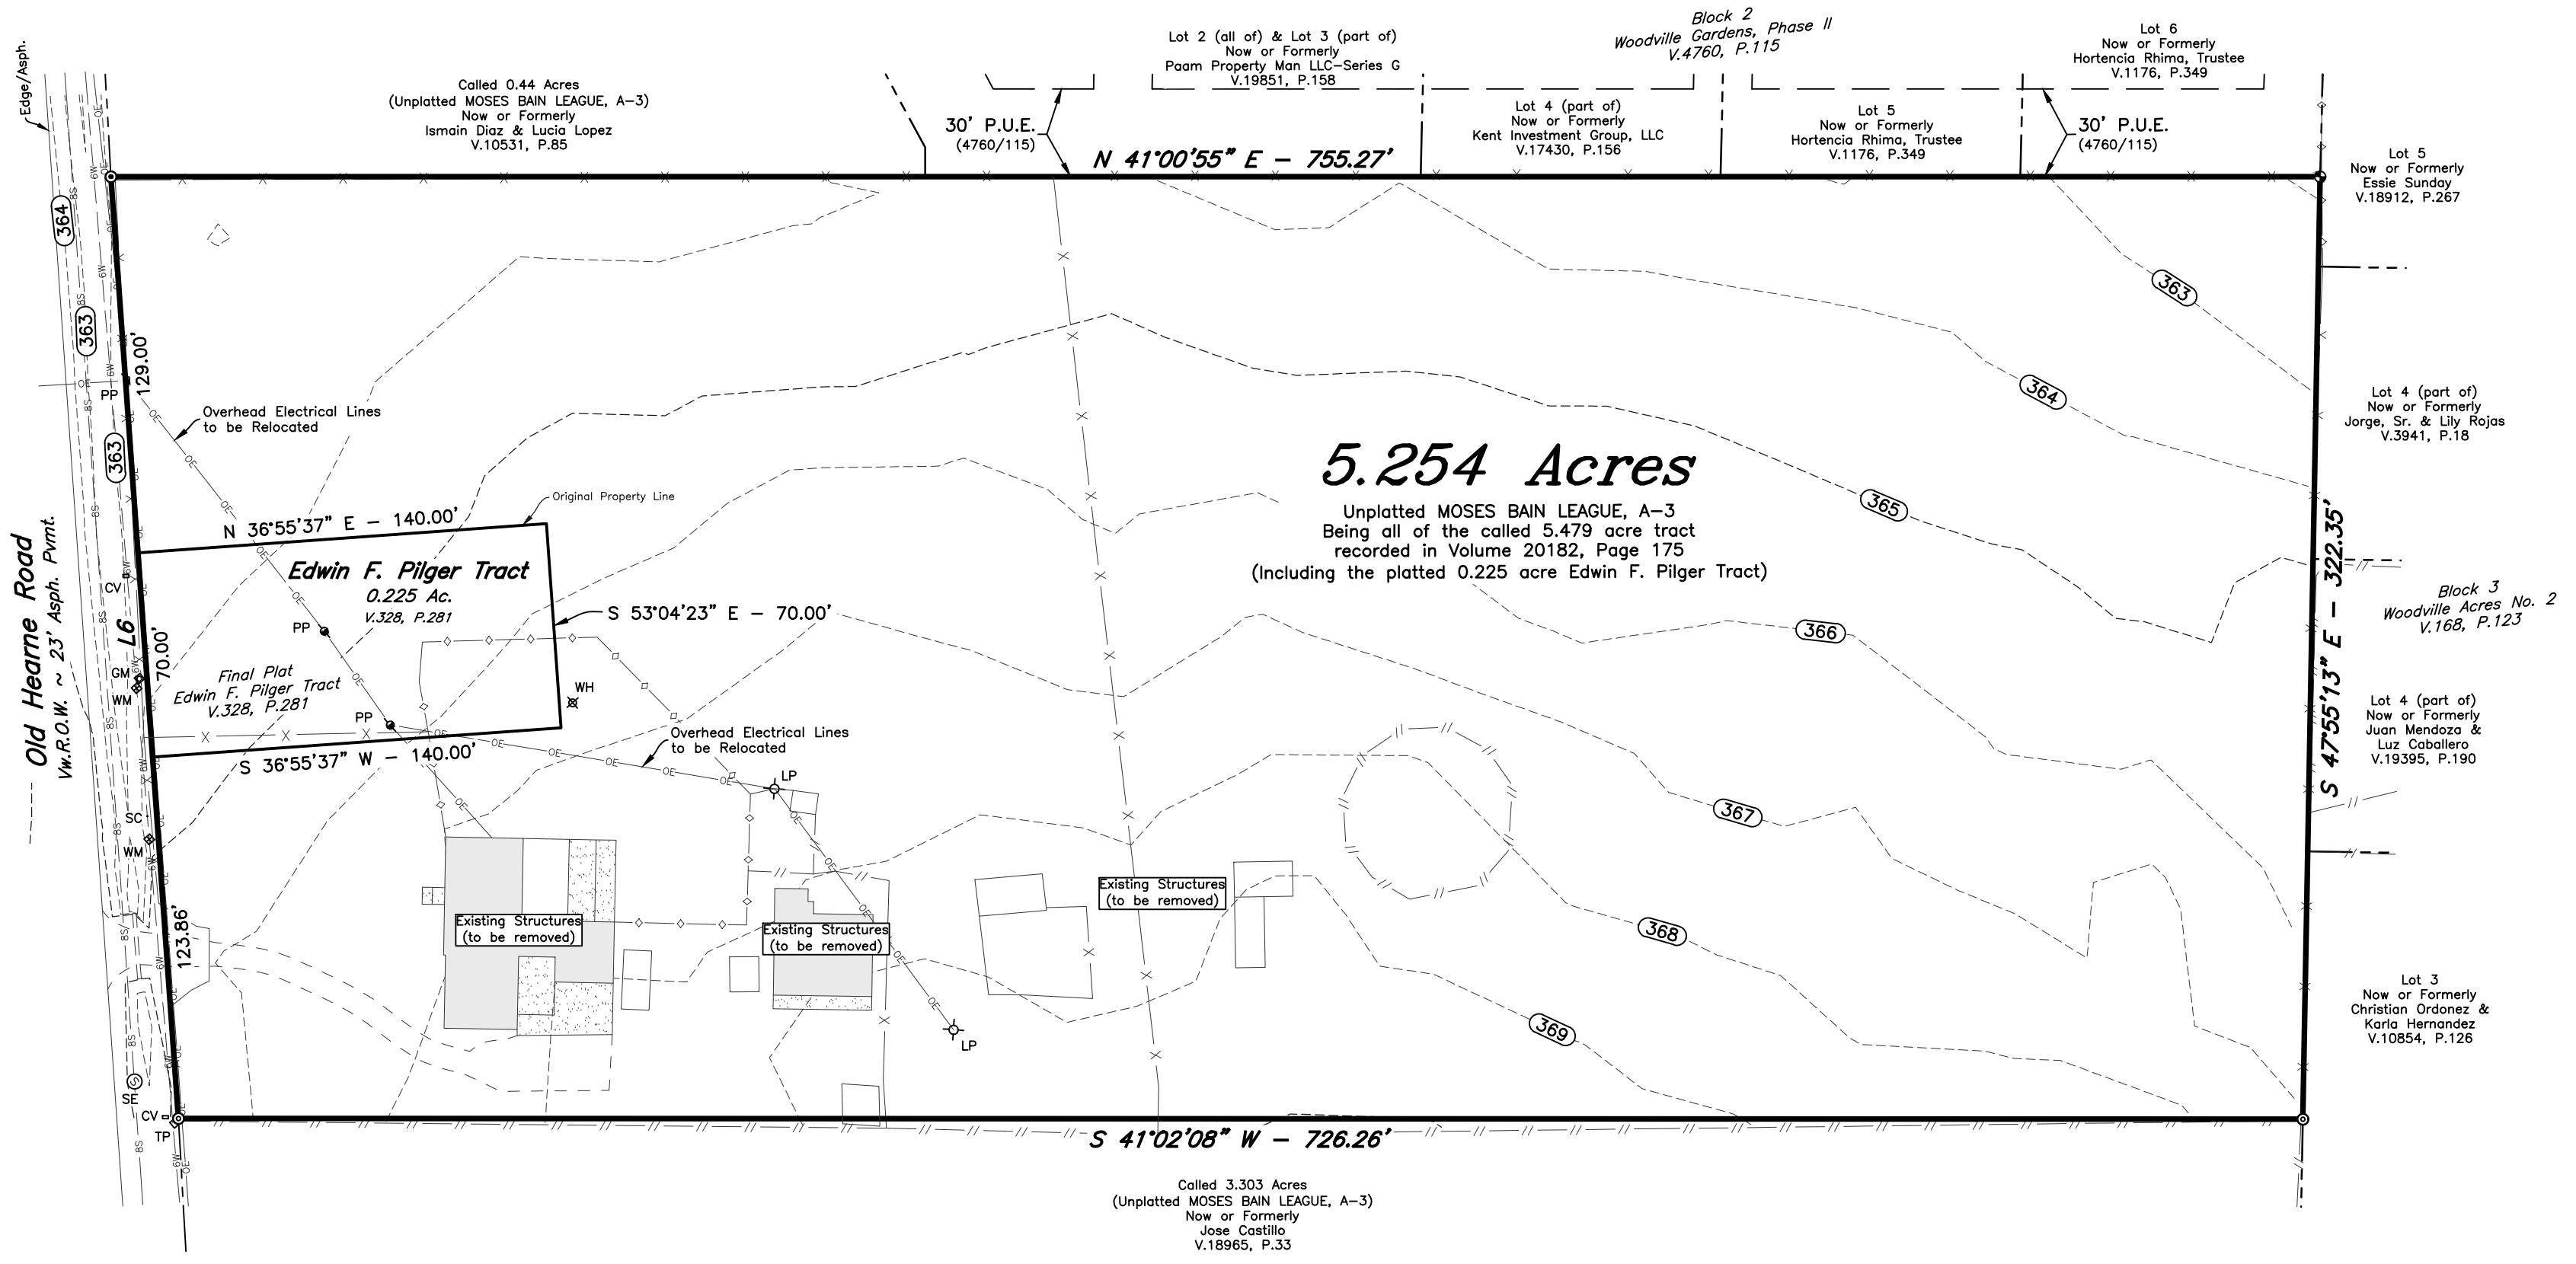 Block 2
Woodville Gardens, Phase II
V.4760, P.115
Lot 2 (all of) & Lot 3 (part of)
Now or Formerly
Paam Property Man LLC-Series G
V.19851, P.158
Lot 6
Now or Formerly
Hortencia Rhima, Trustee
V.1176, P.349
Edge/Asph.
Called 0.44 Acres
(Unplatted MOSES BAIN LEAGUE, A-3)
Now or Formerly
Ismain Diaz & Lucia Lopez
V.10531, P.85
30' P.U.E.
(4760/115)
Lot 4 (part of)
Now or Formerly
Kent Investment Group, LLC
V.17430, P.156
Lot 5
Now or Formerly
Hortencia Rhima, Trustee
V.1176, P.349
30' P.U.E.
(4760/115)
N 41°00'55" E - 755.27'
Lot 5
Now or Formerly
Essie Sunday
V.18912, P.267
364
363
363
129.00'
PP
Overhead Electrical Lines
to be Relocated
363
364
365
366
367
368
369
Lot 4 (part of)
Now or Formerly
Jorge, Sr. & Lily Rojas
V.3941, P.18
5.254 Acres
Unplatted MOSES BAIN LEAGUE, A-3
Being all of the called 5.479 acre tract
recorded in Volume 20182, Page 175
(Including the platted 0.225 acre Edwin F. Pilger Tract)
Original Property Line
N 36°55'37" E - 140.00'
Edwin F. Pilger Tract
0.225 Ac.
V.328, P.281
S 53°04'23" E - 70.00'
Old Hearne Road
Vw.R.O.W. ~ 23' Asph. Pvmt.
CV
L6
70.00'
PP
GM
WM
Final Plat
Edwin F. Pilger Tract
V.328, P.281
PP
WH
S 36°55'37" W - 140.00'
Overhead Electrical Lines
to be Relocated
LP
S 47°55'13" E - 322.35'
Block 3
Woodville Acres No. 2
V.168, P.123
Lot 4 (part of)
Now or Formerly
Juan Mendoza &
Luz Caballero
V.19395, P.190
SC
WM
123.86'
Existing Structures
(to be removed)
Existing Structures
(to be removed)
Existing Structures
(to be removed)
LP
Lot 3
Now or Formerly
Christian Ordonez &
Karla Hernandez
V.10854, P.126
S
SE
CV
TP
S 41°02'08" W - 726.26'
Called 3.303 Acres
(Unplatted MOSES BAIN LEAGUE, A-3)
Now or Formerly
Jose Castillo
V.18965, P.33